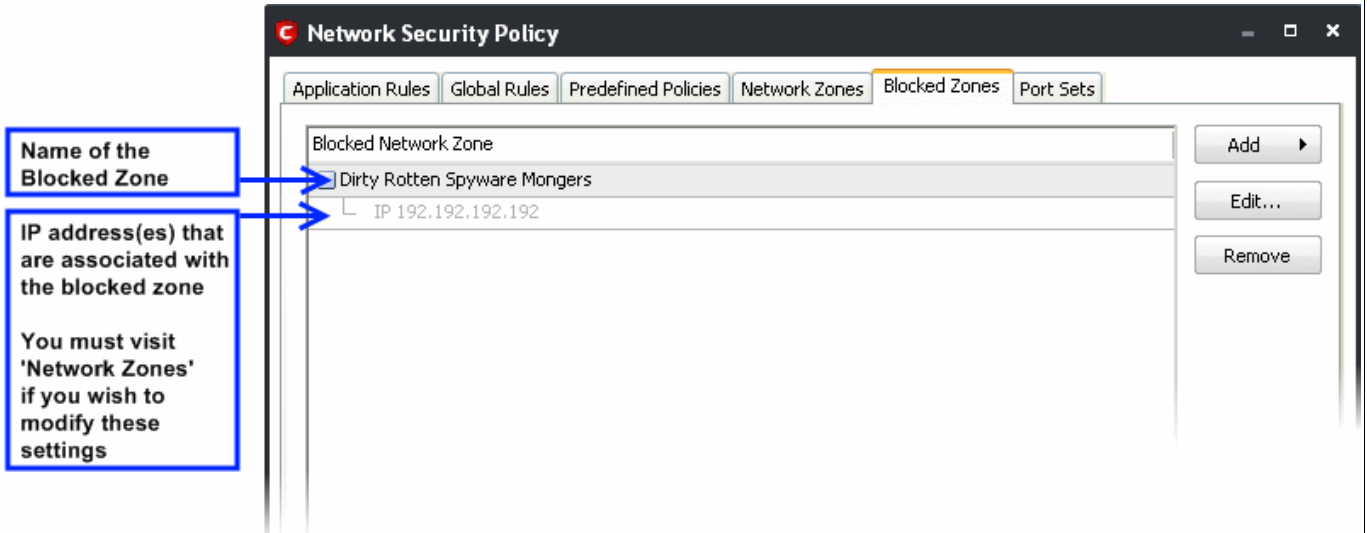 Network Security Policy
Application Rules
Global Rules
Predefined Policies
Network Zones
Blocked Zones
Port Sets
Name of the
Blocked Zone
IP address(es) that
are associated with
the blocked zone
You must visit
'Network Zones'
if you wish to
modify these
settings
Blocked Network Zone
Dirty Rotten Spyware Mongers
IP 192.192.192.192
Add
Edit...
Remove